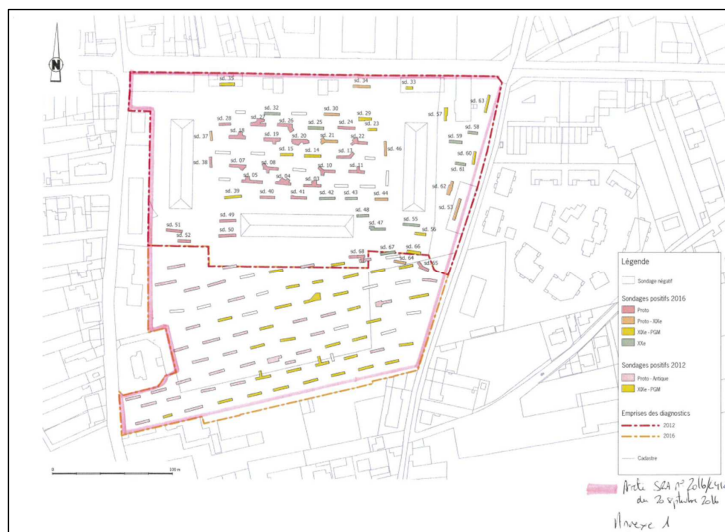 N
sd. 35
sd. 34
sd. 33
sd. 63
sd. 57
sd. 32
sd. 30
sd. 29
sd. 28
sd. 26
sd. 25
sd. 24
sd. 23
sd. 58
sd. 37
sd. 19
sd. 20
sd. 21
sd. 22
sd. 59
sd. 46
sd. 38
sd. 15
sd. 14
sd. 13
sd. 60
sd. 07
sd. 08
sd. 10
sd. 11
sd. 61
sd. 05
sd. 04
sd. 03
sd. 62
sd. 39
sd. 40
sd. 41
sd. 42
sd. 43
sd. 44
sd. 53
sd. 49
sd. 48
sd. 51
sd. 50
sd. 47
sd. 55
sd. 52
sd. 56
sd. 68
sd. 67
sd. 66
sd. 64
sd. 65
Légende
Sondage négatif
Sondages positifs 2016
Proto
Proto - XIXe
XIXe - PGM
XXe
Sondages positifs 2012
Proto - Antique
XIXe - PGM
Emprises des diagnostics
2012
2016
Cadastre
0
100 m
Arrêté SRA n° 2016/
du 20 septembre 2016
Annexe 1